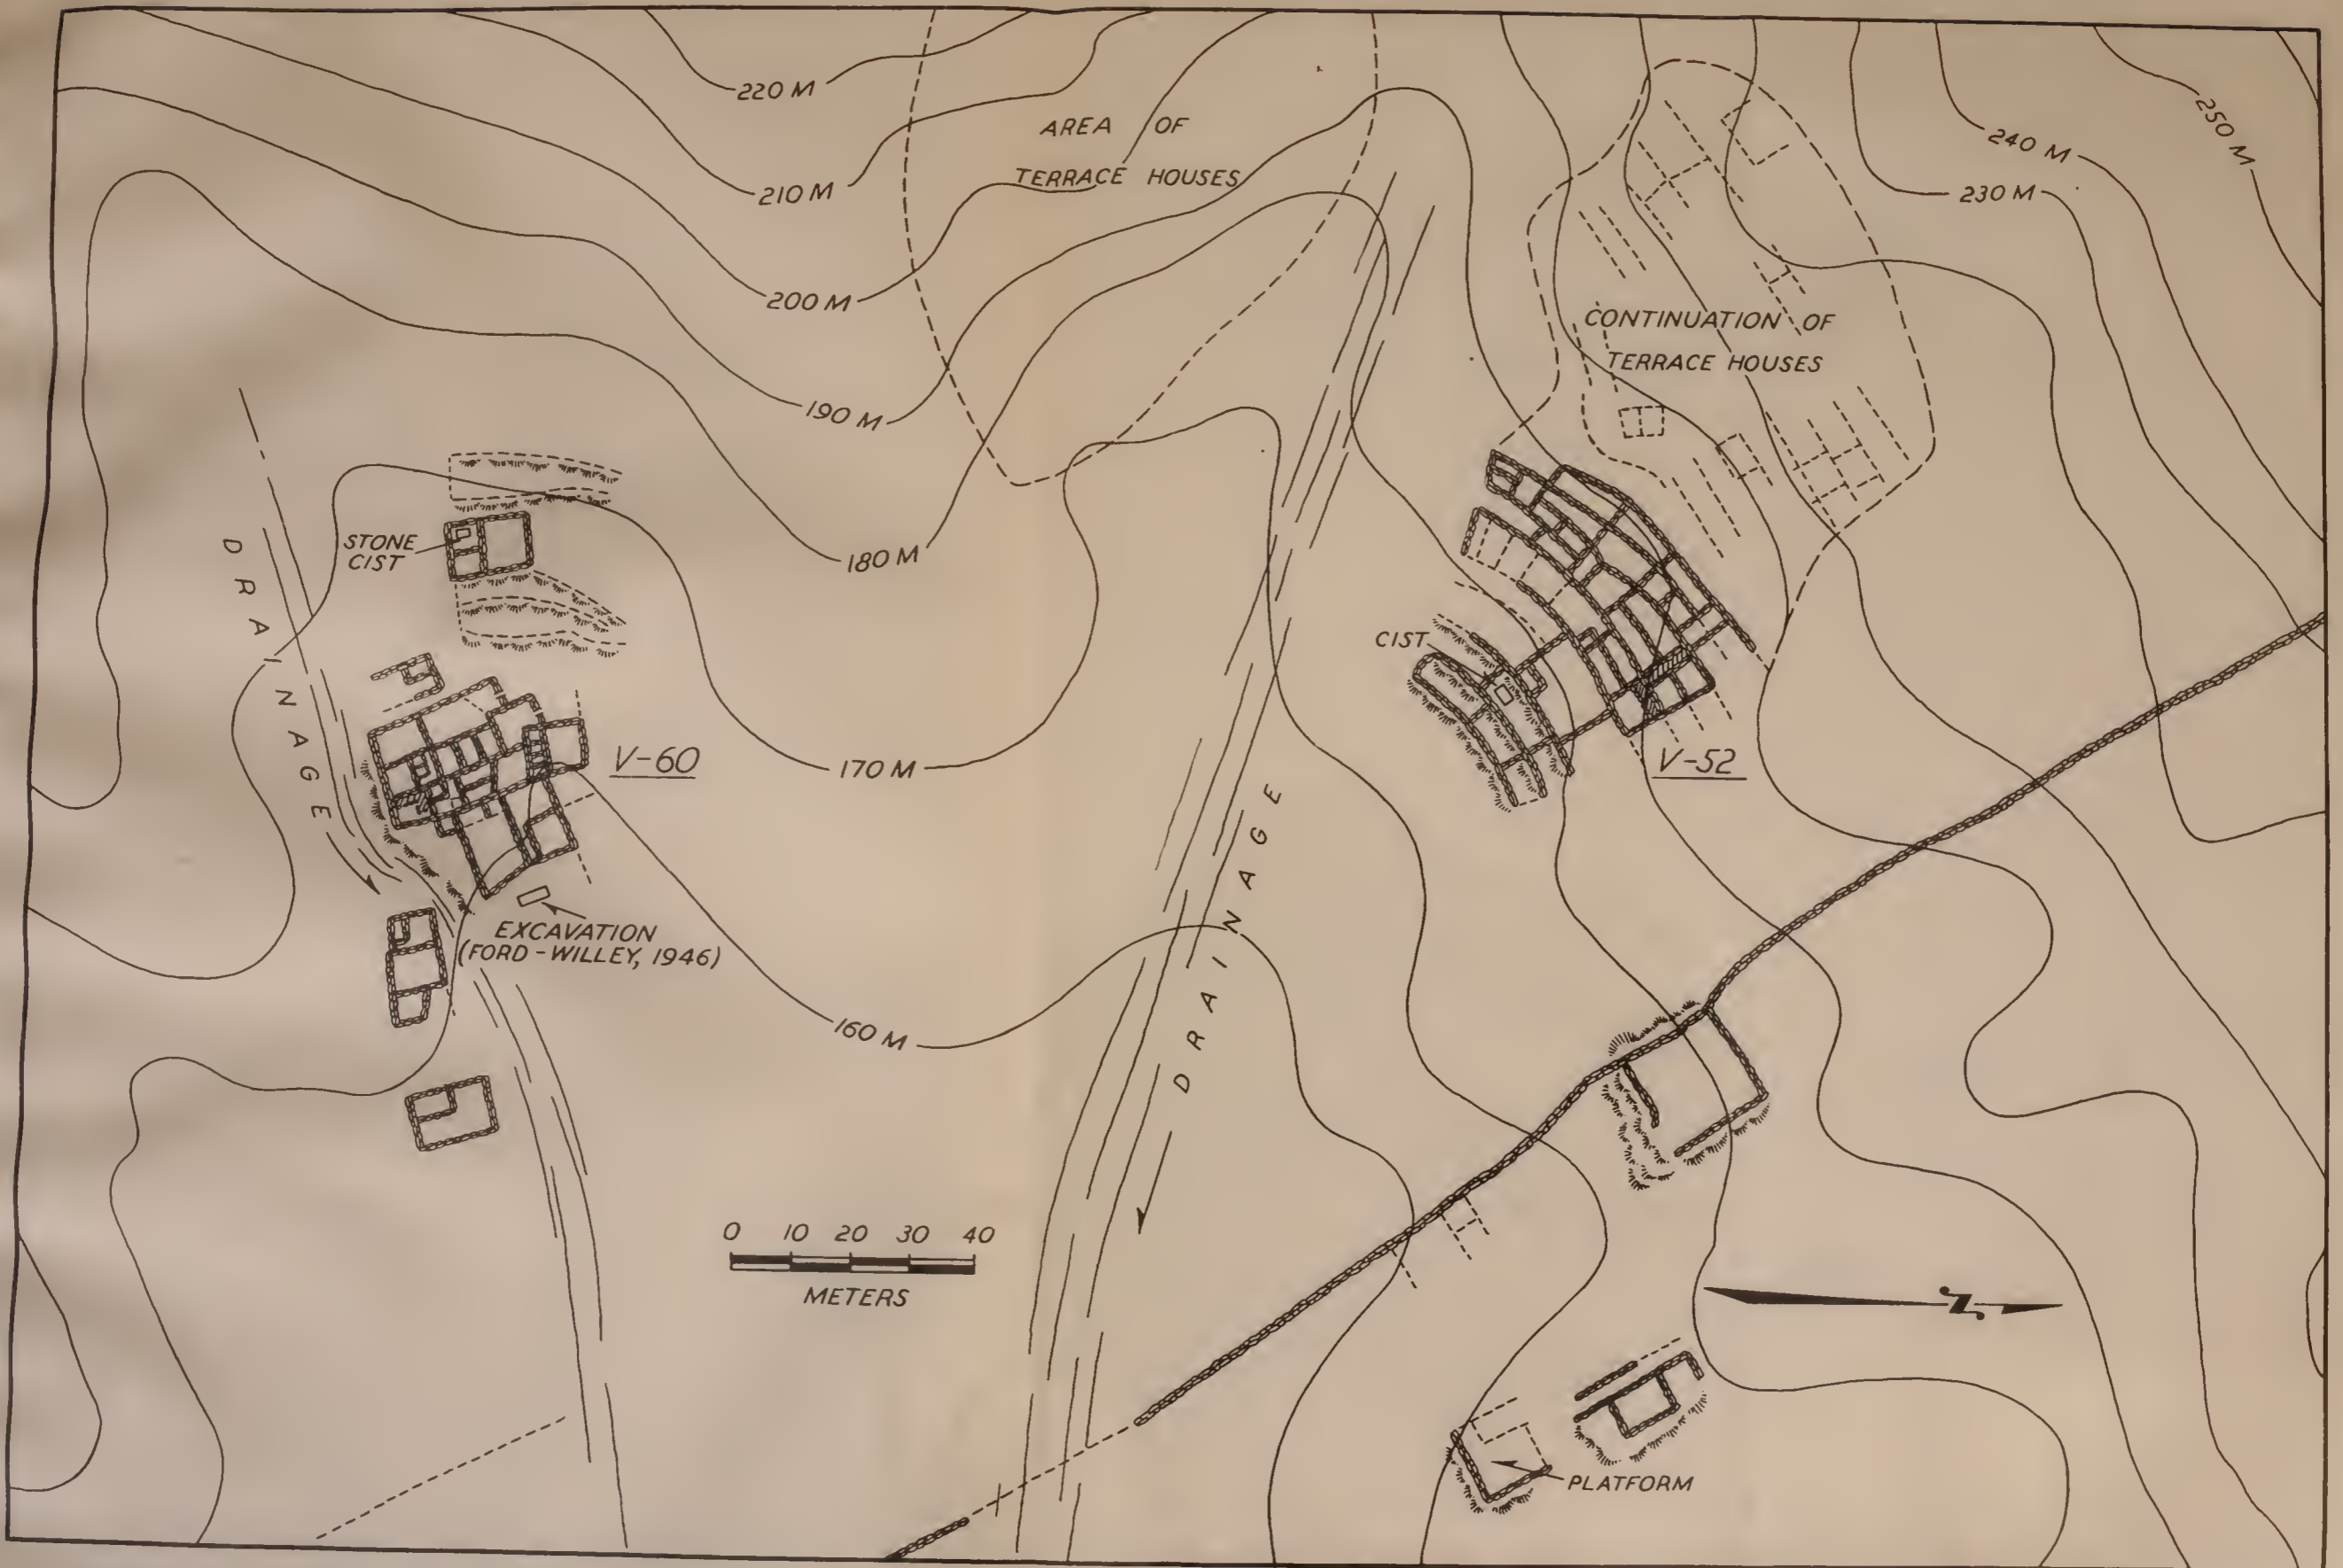 220 M
210 M
200 M
190 M
180 M
170 M
160 M
AREA OF
TERRACE HOUSES
250 M
240 M
230 M
CONTINUATION OF
TERRACE HOUSES
STONE
CIST
DRAINAGE
V-60
EXCAVATION
(FORD-WILLEY, 1946)
DRAINAGE
CIST
V-52
0 10 20 30 40
METERS
N
PLATFORM